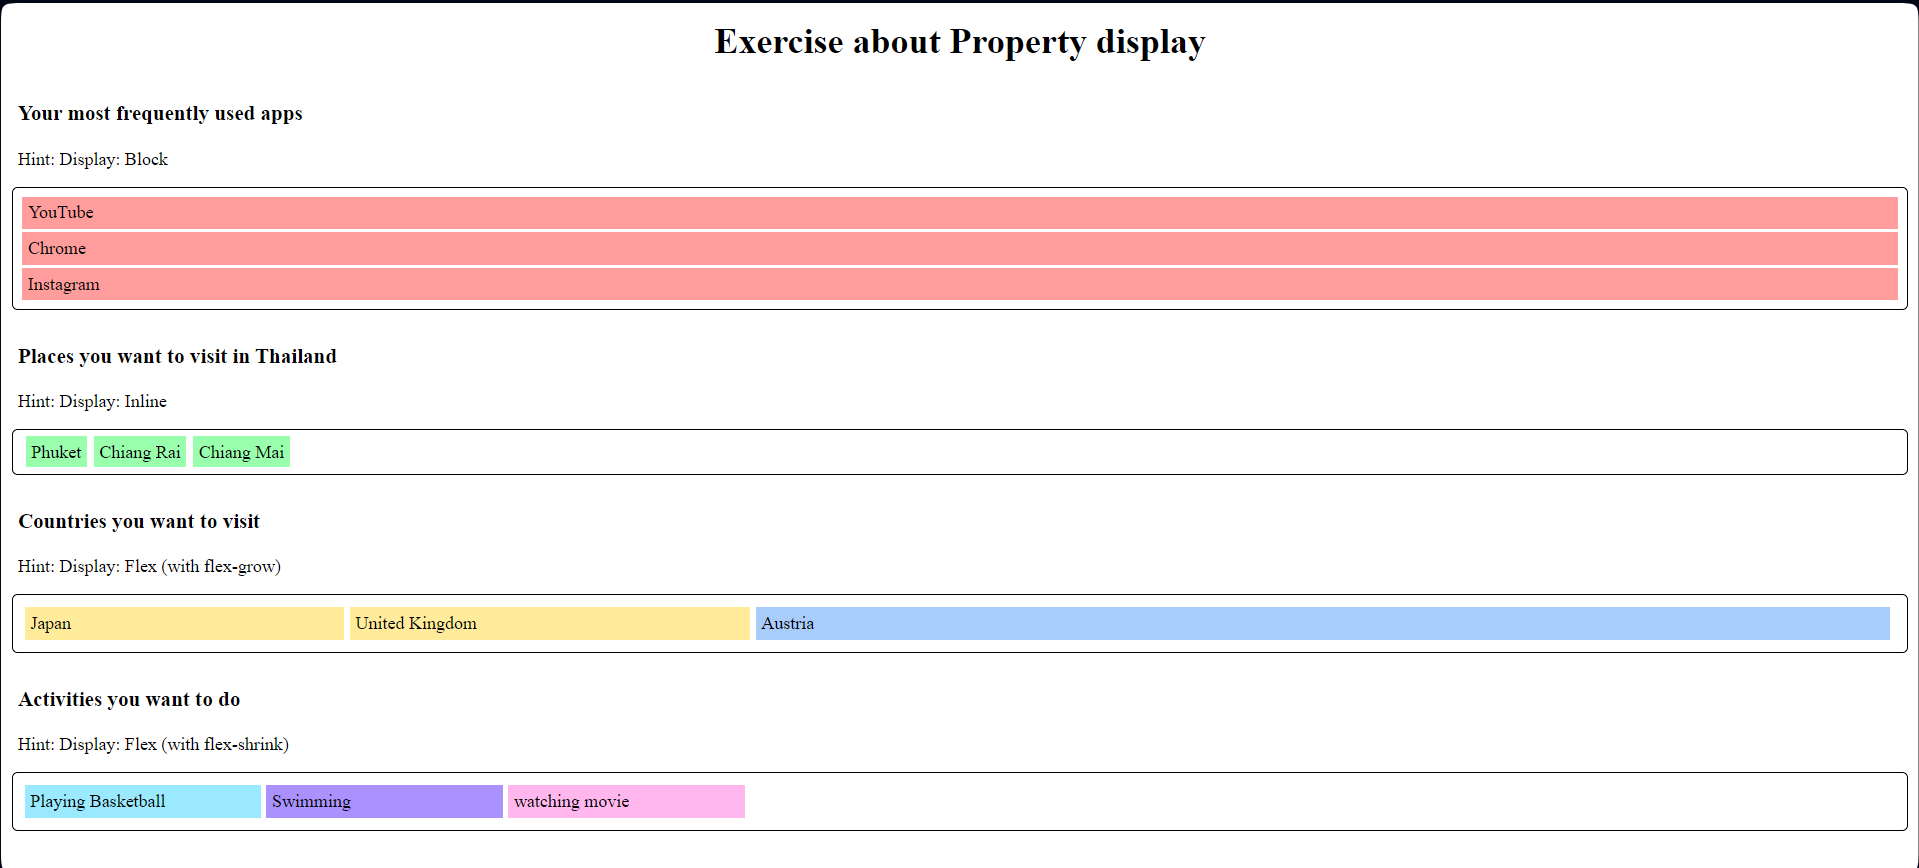 Exercise about Property display
Your most frequently used apps
Hint: Display: Block
YouTube
Chrome
Instagram
Places you want to visit in Thailand
Hint: Display: Inline
Phuket Chiang Rai Chiang Mai
Countries you want to visit
Hint: Display: Flex (with flex-grow)
Japan United Kingdom Austria
Activities you want to do
Hint: Display: Flex (with flex-shrink)
Playing Basketball Swimming watching movie